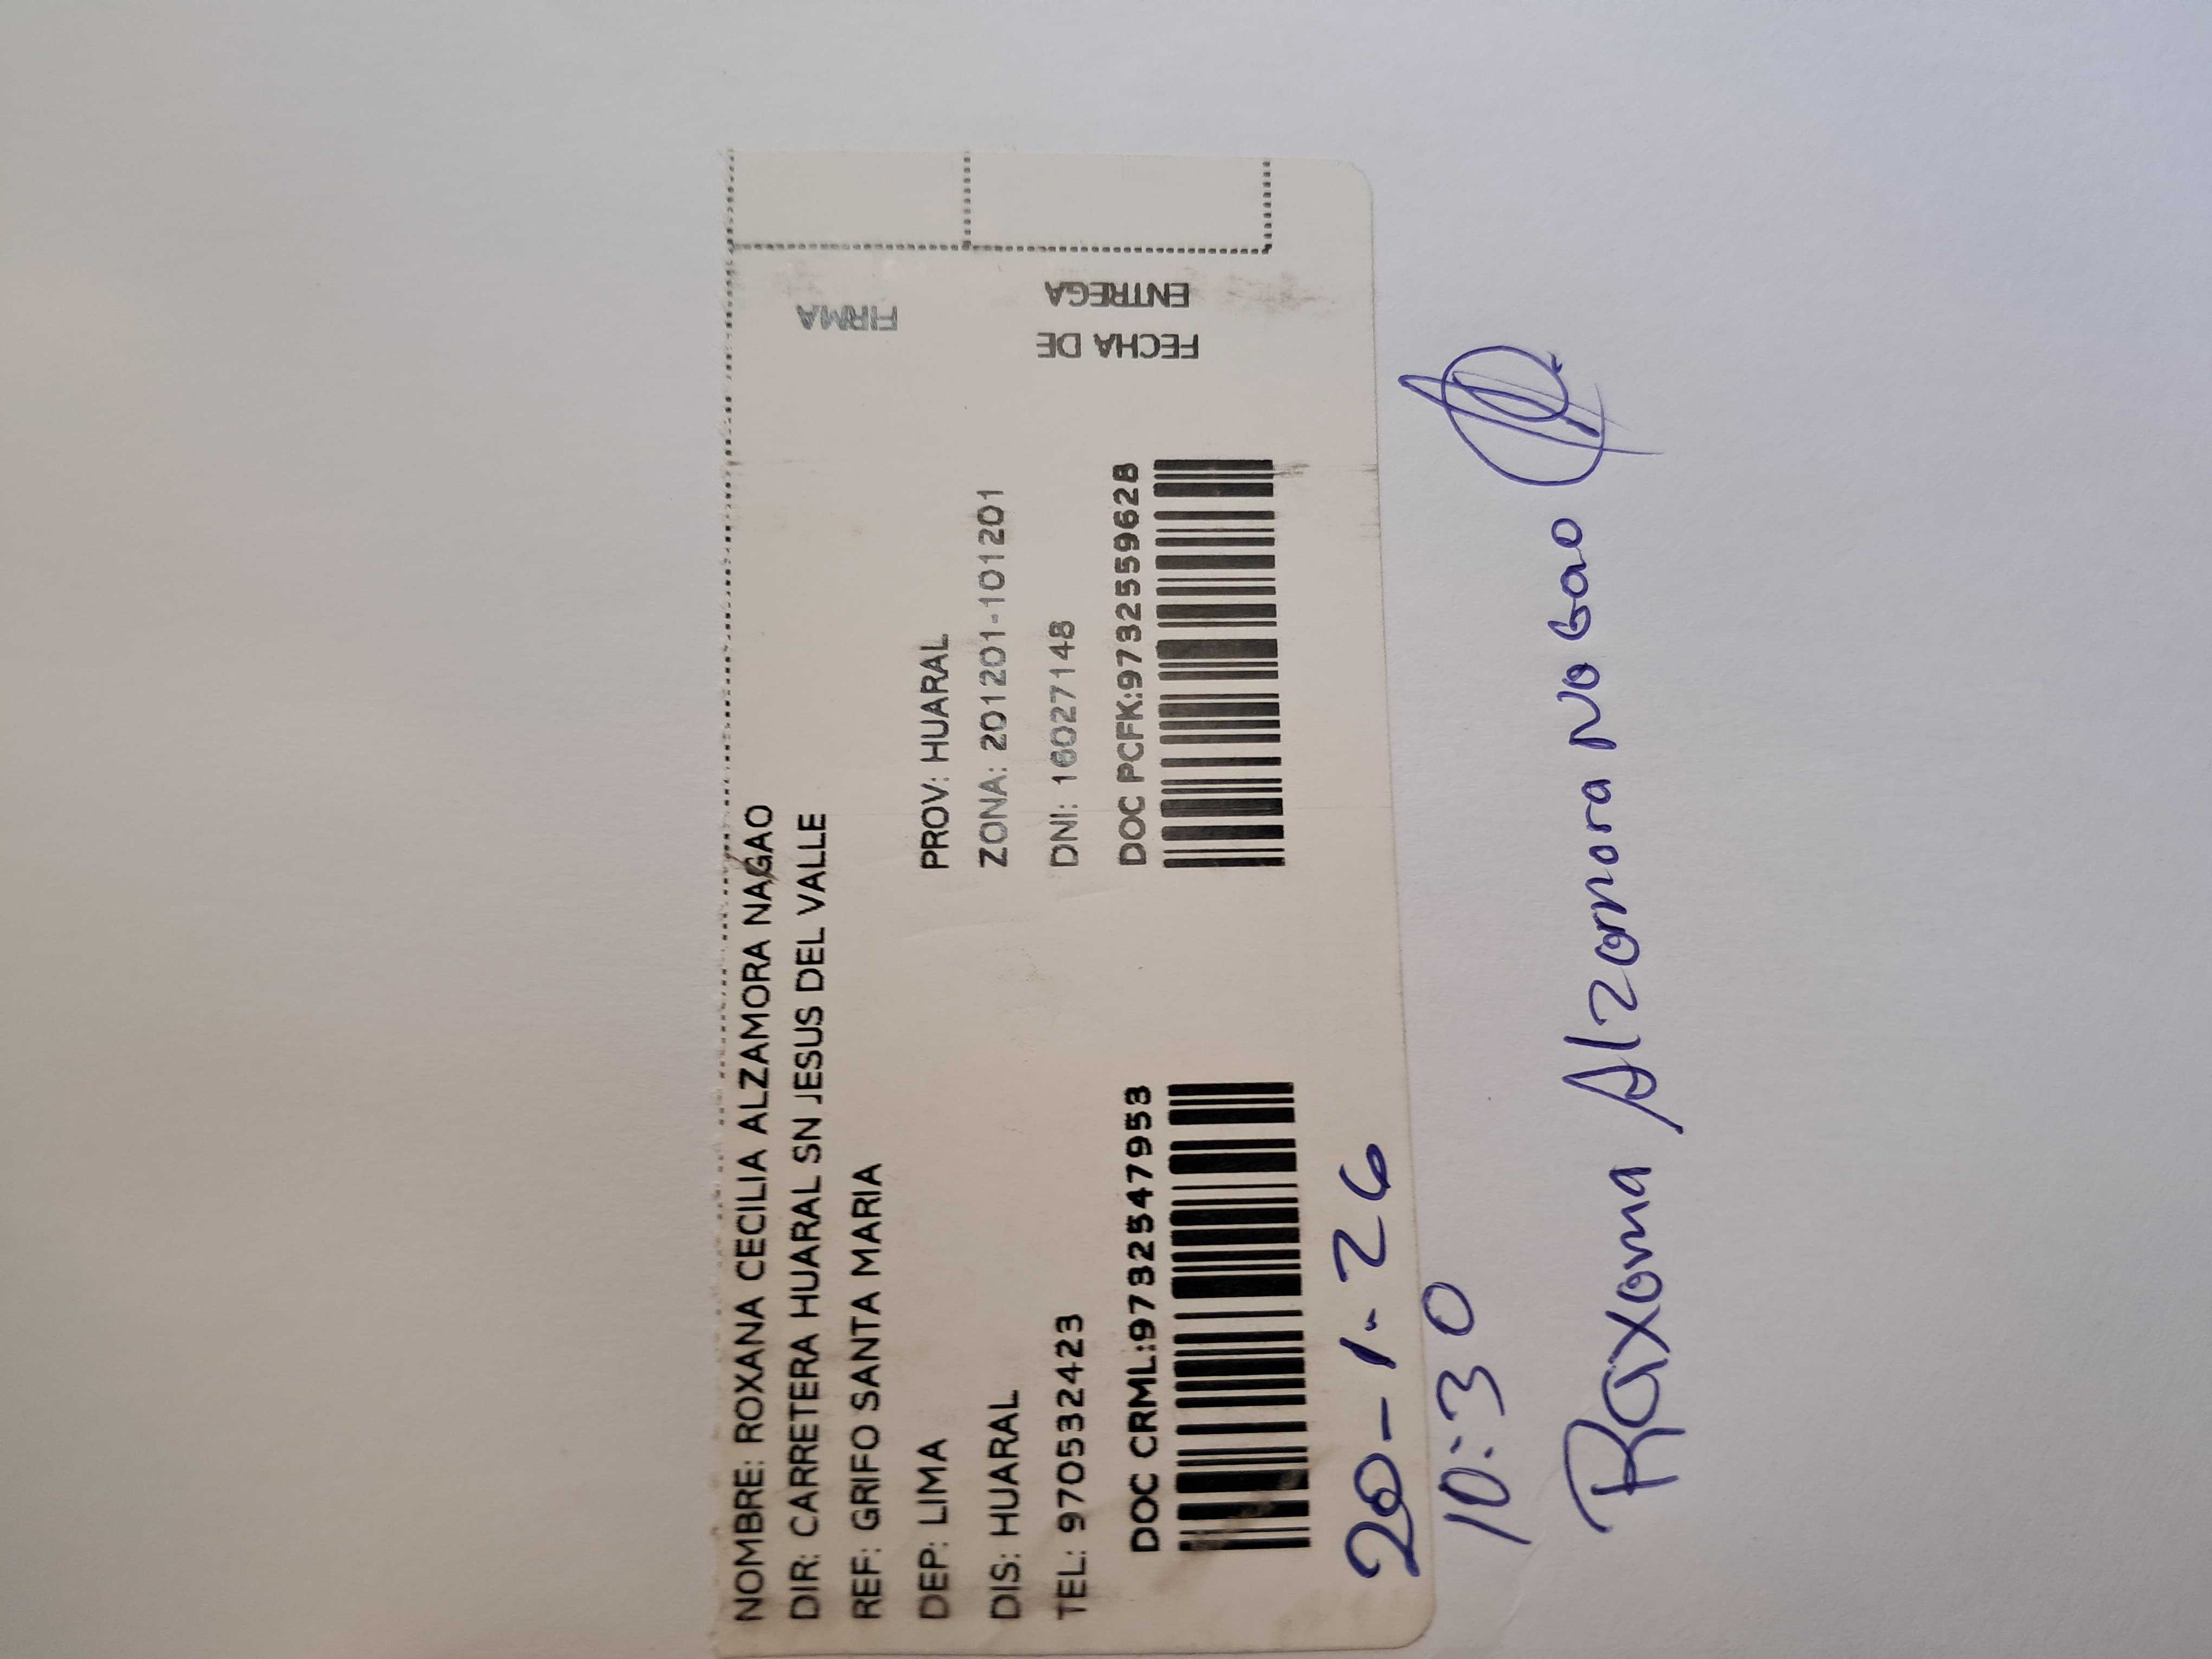 NOMBRE: ROXANA CECILIA ALZAMORA NAGAO
DIR: CARRETERA HUARAL SN JESUS DEL VALLE
REF: GRIFO SANTA MARIA
DEP: LIMA PROV: HUARAL
DIS: HUARAL ZONA: 201201-101201
TEL: 970532423 DNI: 16027148
DOC CRML:9732547953 DOC PCFK:9732559628
FIRMA
FECHA DE
ENTREGA
20-1-26
10:30
Roxana Alzamora Nagao